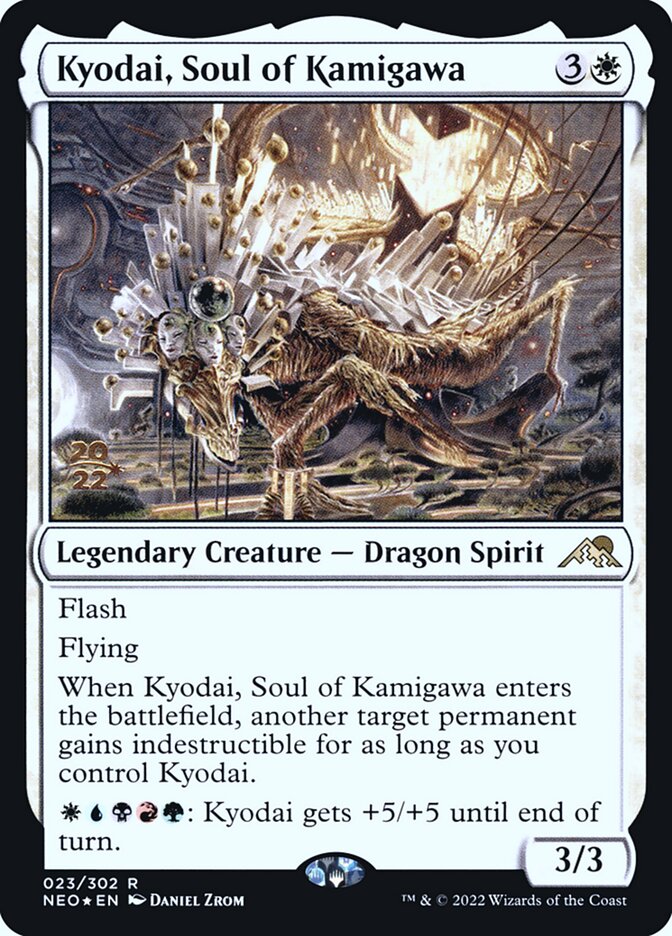 Kyodai, Soul of Kamigawa 3
20
22
Legendary Creature — Dragon Spirit
Flash
Flying
When Kyodai, Soul of Kamigawa enters
the battlefield, another target permanent
gains indestructible for as long as you
control Kyodai.
: Kyodai gets +5/+5 until end of
turn.
3/3
023/302 R
NEO★EN Daniel Zrom
™ & © 2022 Wizards of the Coast